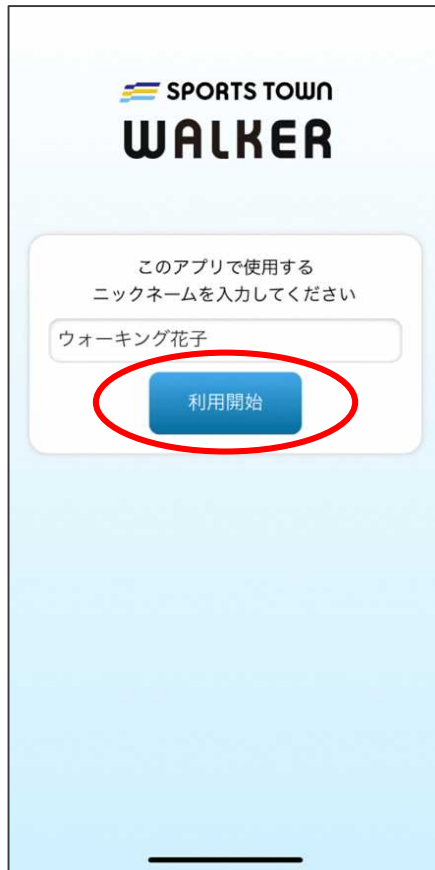 SPORTS TOWN
WALKER
このアプリで使用する
ニックネームを入力してください
ウォーキング花子
利用開始